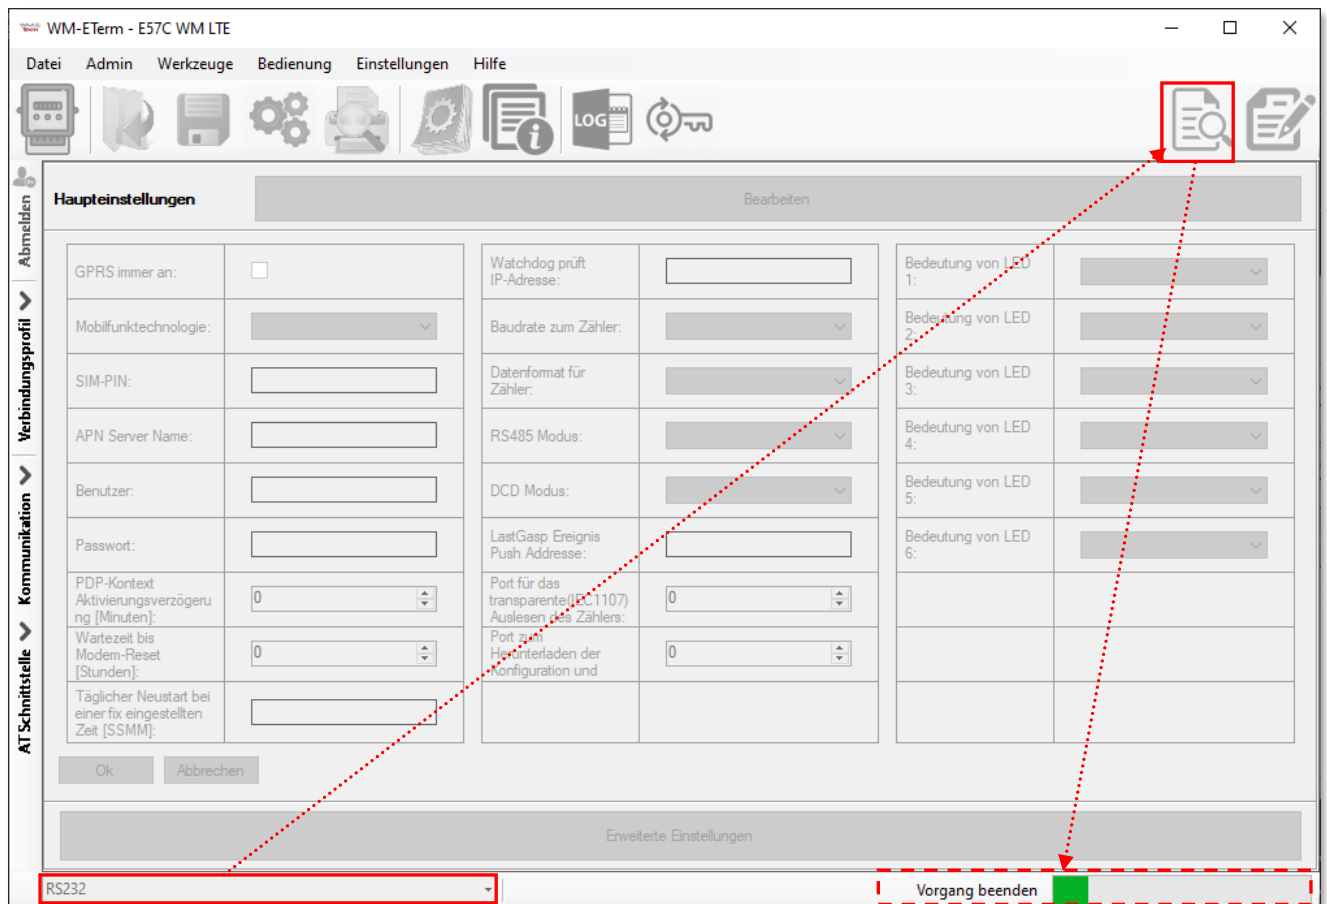 WM-E Term WM-ETerm - E57C WM LTE
Datei Admin Werkzeuge Bedienung Einstellungen Hilfe
LOG
Abmelden
Verbindungsprofil
Kommunikation
AT Schnittstelle
Haupteinstellungen
Bearbeiten
GPRS immer an:
Mobilfunktechnologie:
SIM-PIN:
APN Server Name:
Benutzer:
Passwort:
PDP-Kontext
Aktivierungsverzögeru
ng [Minuten]:
0
Wartezeit bis
Modem-Reset
[Stunden]:
0
Täglicher Neustart bei
einer fix eingestellten
Zeit [SSMM]:
Watchdog prüft
IP-Adresse:
Baudrate zum Zähler:
Datenformat für
Zähler:
RS485 Modus:
DCD Modus:
LastGasp Ereignis
Push Addresse:
Port für das
transparente(IEC1107)
Auslesen des Zählers:
0
Port zum
Herunterladen der
Konfiguration und
0
Bedeutung von LED
1:
Bedeutung von LED
2:
Bedeutung von LED
3:
Bedeutung von LED
4:
Bedeutung von LED
5:
Bedeutung von LED
6:
Ok Abbrechen
Erweiterte Einstellungen
RS232
Vorgang beenden